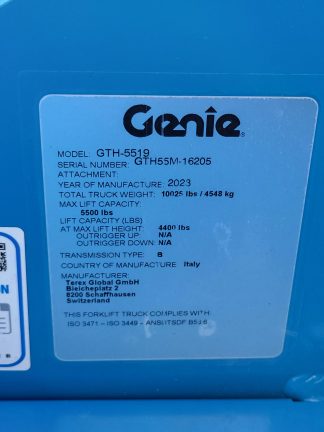 Genie
MODEL: GTH-5519
SERIAL NUMBER: GTH55M-16205
ATTACHMENT:
YEAR OF MANUFACTURE: 2023
TOTAL TRUCK WEIGHT: 10025 lbs / 4548 kg
MAX LIFT CAPACITY:
5500 lbs
LIFT CAPACITY (LBS)
AT MAX LIFT HEIGHT: 4400 lbs
OUTRIGGER UP: N/A
OUTRIGGER DOWN: N/A
TRANSMISSION TYPE: B
COUNTRY OF MANUFACTURE: Italy
MANUFACTURER:
Terex Global GmbH
Bleicheplatz 2
8200 Schaffhausen
Switzerland
THIS FORKLIFT TRUCK COMPLIES WITH:
ISO 3471 - ISO 3449 - ANSI/ITSDF B56.6
ON